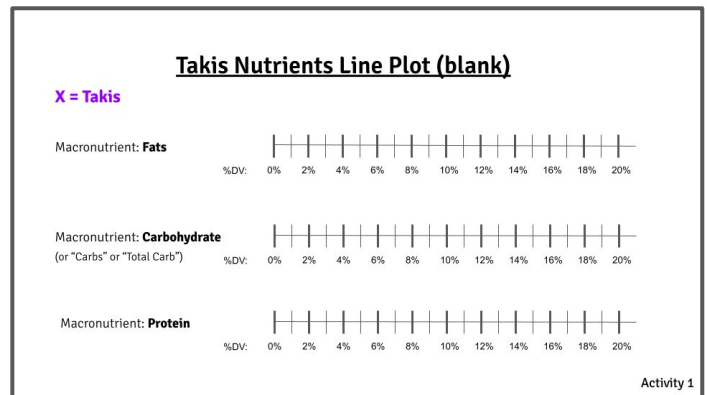 Takis Nutrients Line Plot (blank)
X = Takis
Macronutrient: Fats
%DV: 0% 2% 4% 6% 8% 10% 12% 14% 16% 18% 20%
Macronutrient: Carbohydrate
(or “Carbs” or “Total Carb”)
%DV: 0% 2% 4% 6% 8% 10% 12% 14% 16% 18% 20%
Macronutrient: Protein
%DV: 0% 2% 4% 6% 8% 10% 12% 14% 16% 18% 20%
Activity 1